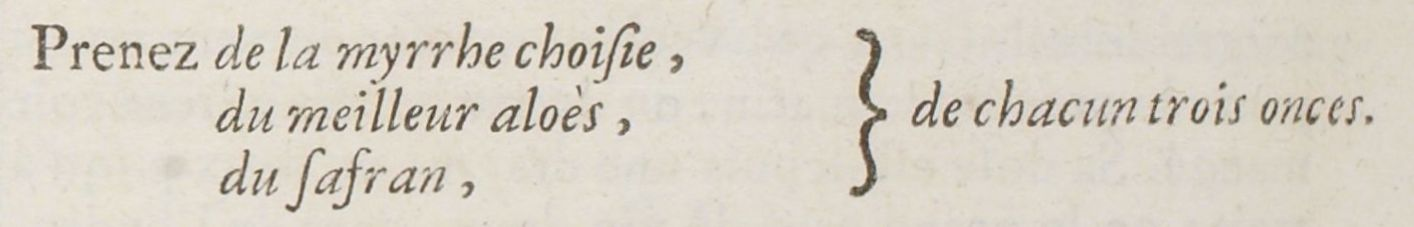 Prenez de la myrrhe choiſie,
du meilleur aloès,
du ſafran,
} de chacun trois onces.